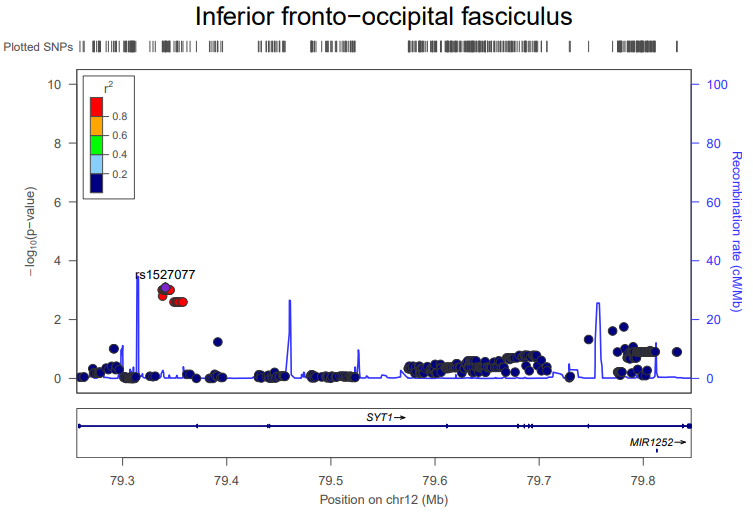 Inferior fronto−occipital fasciculus
Plotted SNPs
r²
0.8
0.6
0.4
0.2
rs1527077
10
8
6
4
2
0
−log₁₀(p−value)
100
80
60
40
20
0
Recombination rate (cM/Mb)
SYT1→
MIR1252→
79.3 79.4 79.5 79.6 79.7 79.8
Position on chr12 (Mb)